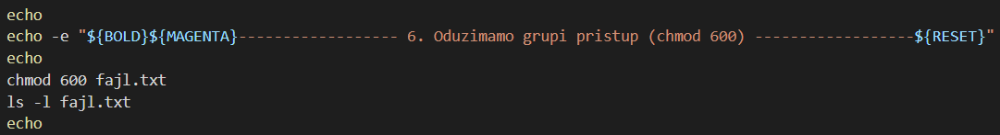 echo
echo -e "${BOLD}${MAGENTA}------------------ 6. Oduzimamo grupi pristup (chmod 600) ------------------${RESET}"
echo
chmod 600 fajl.txt
ls -l fajl.txt
echo